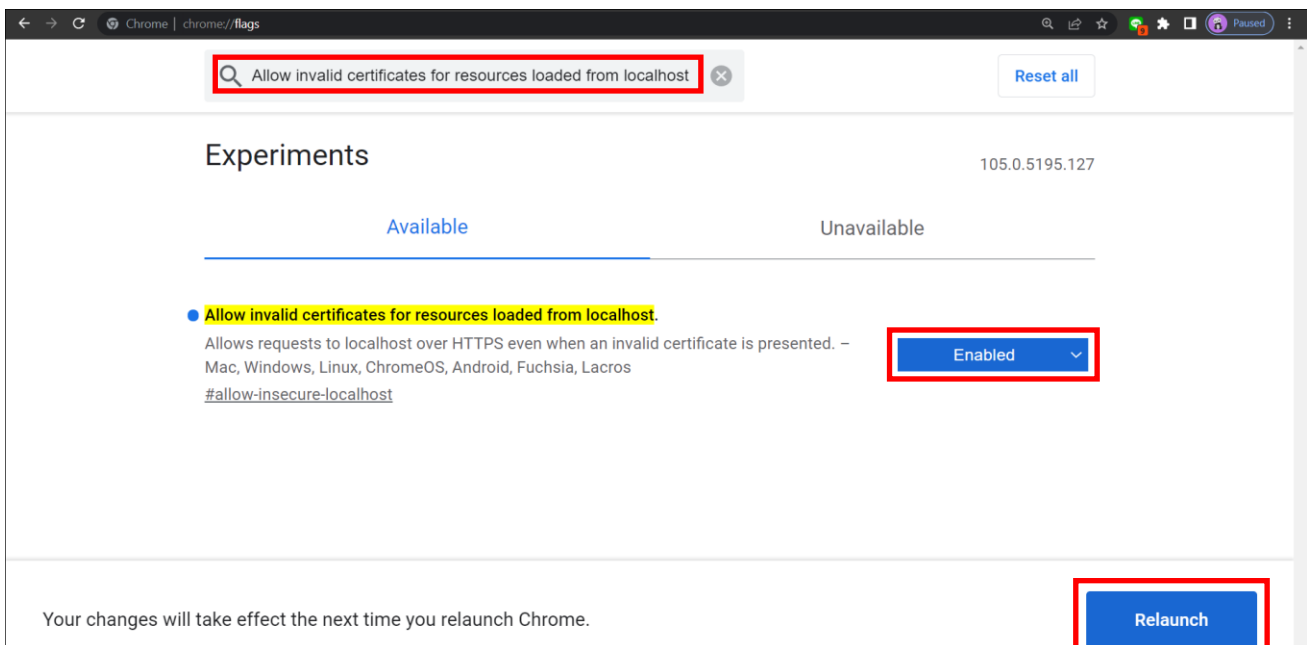 Chrome | chrome://flags
Paused
Allow invalid certificates for resources loaded from localhost
Reset all
Experiments
105.0.5195.127
Available
Unavailable
Allow invalid certificates for resources loaded from localhost.
Allows requests to localhost over HTTPS even when an invalid certificate is presented. –
Mac, Windows, Linux, ChromeOS, Android, Fuchsia, Lacros
#allow-insecure-localhost
Enabled
Your changes will take effect the next time you relaunch Chrome.
Relaunch